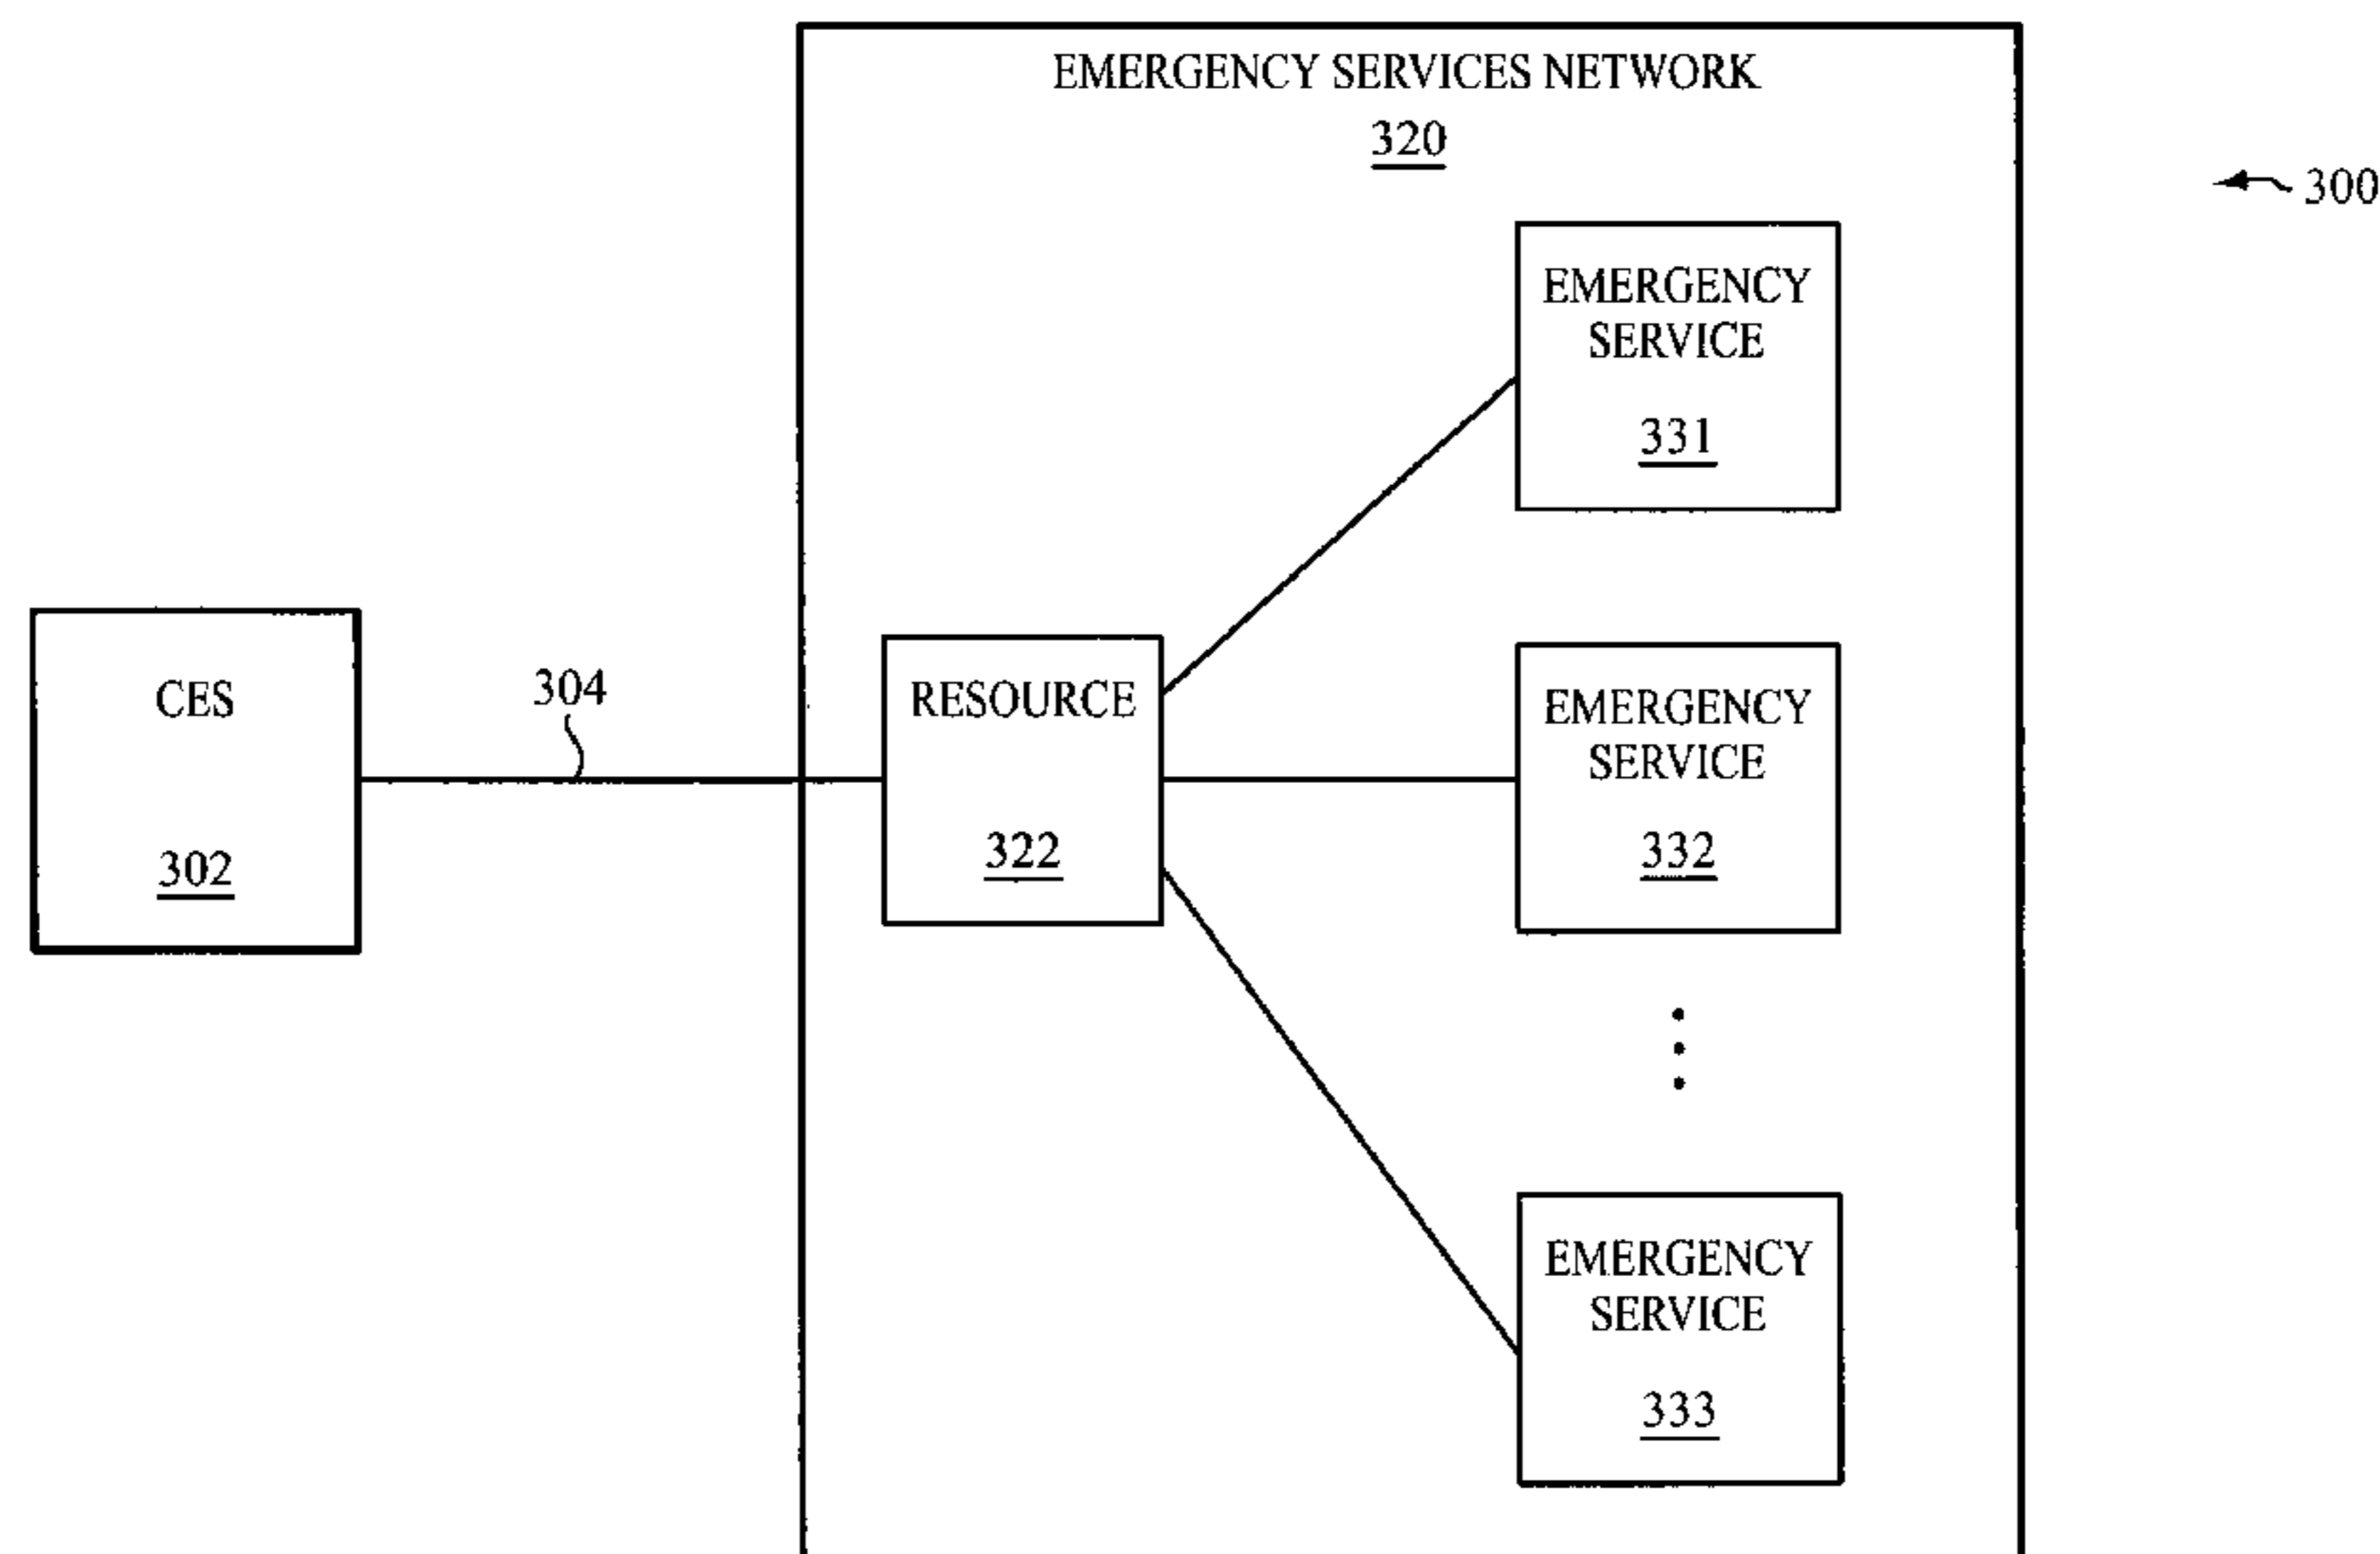 EMERGENCY SERVICES NETWORK
320
300
EMERGENCY
SERVICE
331
CES
302
304
RESOURCE
322
EMERGENCY
SERVICE
332
EMERGENCY
SERVICE
333